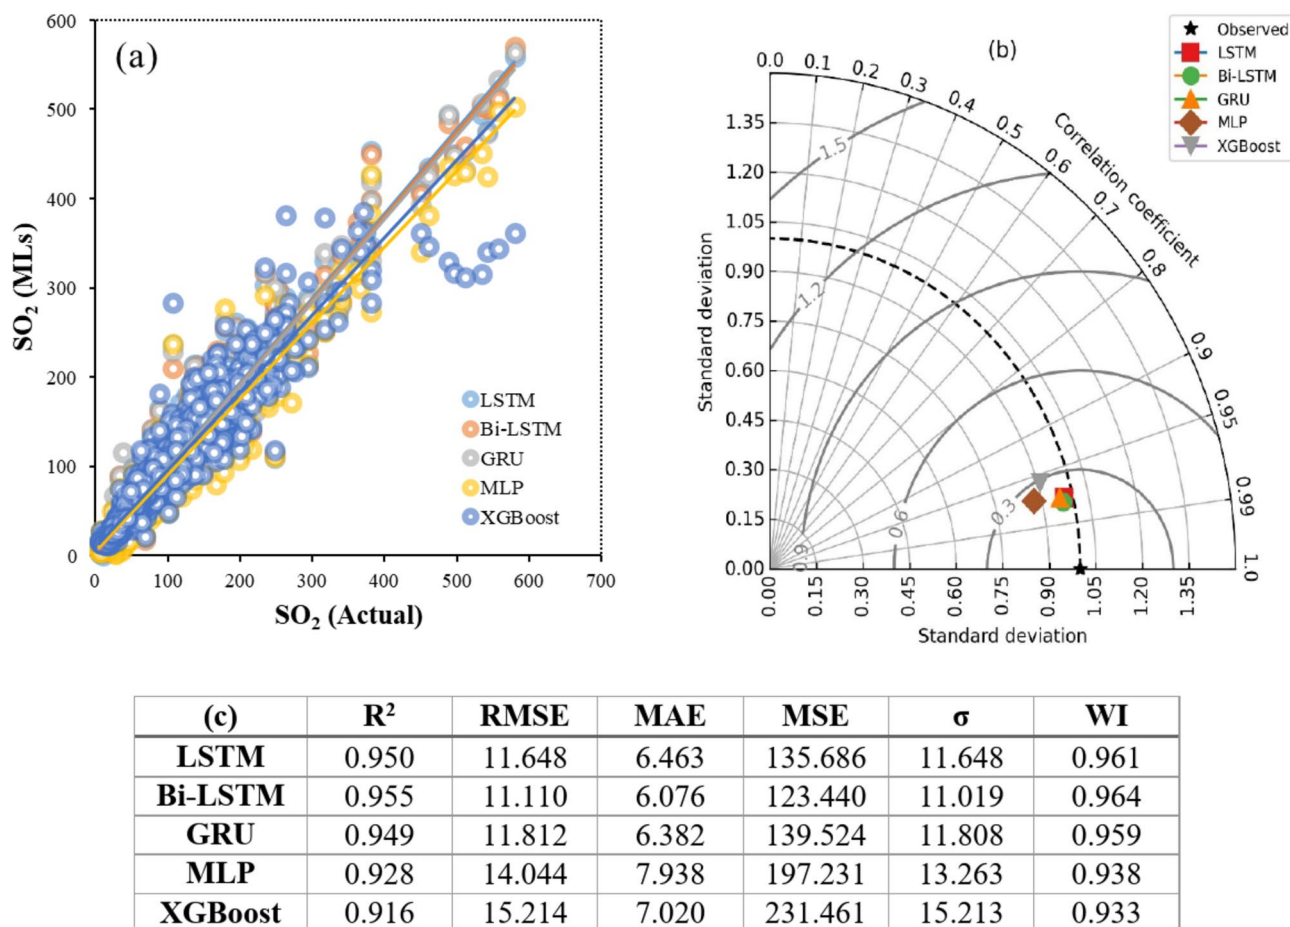 (a)
600
500
400
300
200
100
0
0 100 200 300 400 500 600 700
SO2 (MLs)
SO2 (Actual)
LSTM
Bi-LSTM
GRU
MLP
XGBoost
(b)
Observed
LSTM
Bi-LSTM
GRU
MLP
XGBoost
0.0 0.1 0.2 0.3 0.4 0.5 0.6 0.7 0.8 0.9 0.95 0.99 1.0
Correlation coefficient
1.35
1.20
1.05
0.90
0.75
0.60
0.45
0.30
0.15
0.00
Standard deviation
1.5
1.2
0.9
0.6
0.3
0.00 0.15 0.30 0.45 0.60 0.75 0.90 1.05 1.20 1.35
Standard deviation
(c) R² RMSE MAE MSE σ WI
LSTM 0.950 11.648 6.463 135.686 11.648 0.961
Bi-LSTM 0.955 11.110 6.076 123.440 11.019 0.964
GRU 0.949 11.812 6.382 139.524 11.808 0.959
MLP 0.928 14.044 7.938 197.231 13.263 0.938
XGBoost 0.916 15.214 7.020 231.461 15.213 0.933